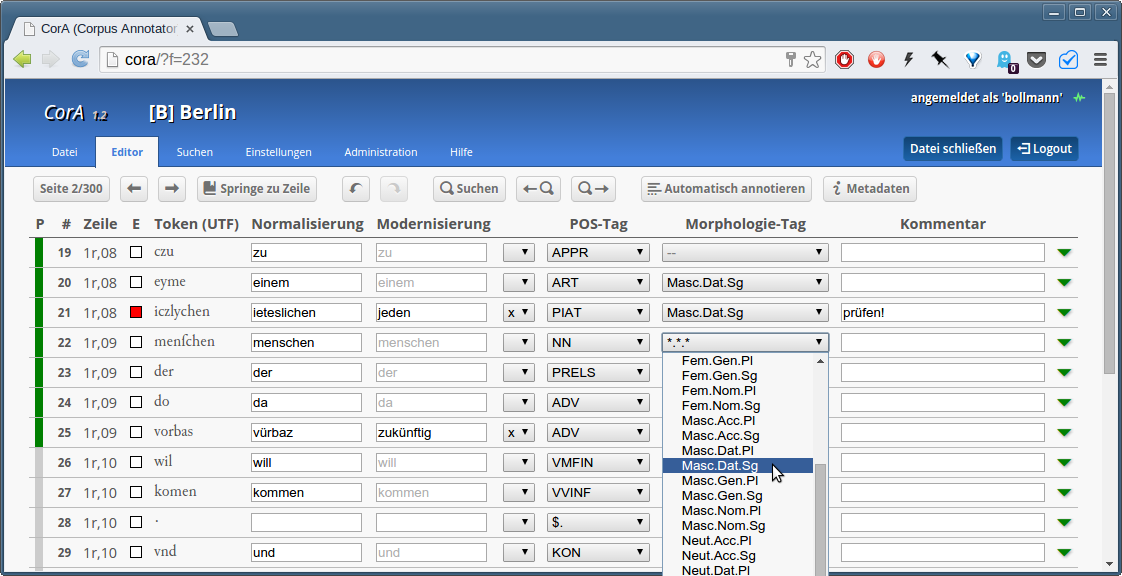 CorA (Corpus Annotator
cora/?f=232
0
CorA 1.2 [B] Berlin
angemeldet als 'bollmann'
Datei Editor Suchen Einstellungen Administration Hilfe
Datei schließen Logout
Seite 2/300 Springe zu Zeile Suchen Automatisch annotieren Metadaten
P # Zeile E Token (UTF) Normalisierung Modernisierung POS-Tag Morphologie-Tag Kommentar
19 1r,08 czu zu zu APPR --
20 1r,08 eyme einem einem ART Masc.Dat.Sg
21 1r,08 iczlychen ieteslichen jeden x PIAT Masc.Dat.Sg prüfen!
22 1r,09 menſchen menschen menschen NN *.*.*
23 1r,09 der der der PRELS
24 1r,09 do da da ADV
25 1r,09 vorbas vürbaz zukünftig x ADV
26 1r,10 wil will will VMFIN
27 1r,10 komen kommen kommen VVINF
28 1r,10 · $.
29 1r,10 vnd und und KON
Fem.Gen.Pl
Fem.Gen.Sg
Fem.Nom.Pl
Fem.Nom.Sg
Masc.Acc.Pl
Masc.Acc.Sg
Masc.Dat.Pl
Masc.Dat.Sg
Masc.Gen.Pl
Masc.Gen.Sg
Masc.Nom.Pl
Masc.Nom.Sg
Neut.Acc.Pl
Neut.Acc.Sg
Neut.Dat.Pl